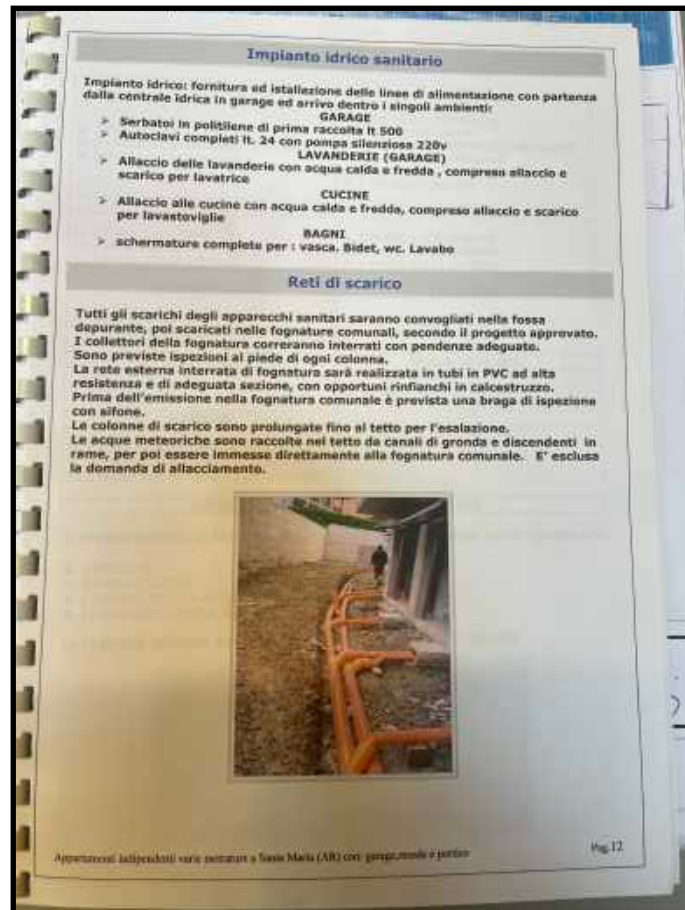 Impianto idrico sanitario
Impianto idrico: fornitura ed istallazione delle linee di alimentazione con partenza
dalla centrale idrica in garage ed arrivo dentro i singoli ambienti:
GARAGE
➢ Serbatoi in politilene di prima raccolta lt 500
➢ Autoclavi completi lt. 24 con pompa silenziosa 220v
LAVANDERIE (GARAGE)
➢ Allaccio delle lavanderie con acqua calda e fredda , compreso allaccio e
scarico per lavatrice
CUCINE
➢ Allaccio alle cucine con acqua calda e fredda, compreso allaccio e scarico
per lavastoviglie
BAGNI
➢ schermature complete per : vasca. Bidet, wc. Lavabo
Reti di scarico
Tutti gli scarichi degli apparecchi sanitari saranno convogliati nella fossa
depurante, poi scaricati nelle fognature comunali, secondo il progetto approvato.
I collettori della fognatura correranno interrati con pendenze adeguate.
Sono previste ispezioni al piede di ogni colonna.
La rete esterna interrata di fognatura sarà realizzata in tubi in PVC ad alta
resistenza e di adeguata sezione, con opportuni rinfianchi in calcestruzzo.
Prima dell'emissione nella fognatura comunale è prevista una braga di ispezione
con sifone.
Le colonne di scarico sono prolungate fino al tetto per l'esalazione.
Le acque meteoriche sono raccolte nel tetto da canali di gronda e discendenti in
rame, per poi essere immesse direttamente alla fognatura comunale. E' esclusa
la domanda di allacciamento.
Appartamenti indipendenti varie metrature a Maria (AR) con: garage, e portico
Pag.12